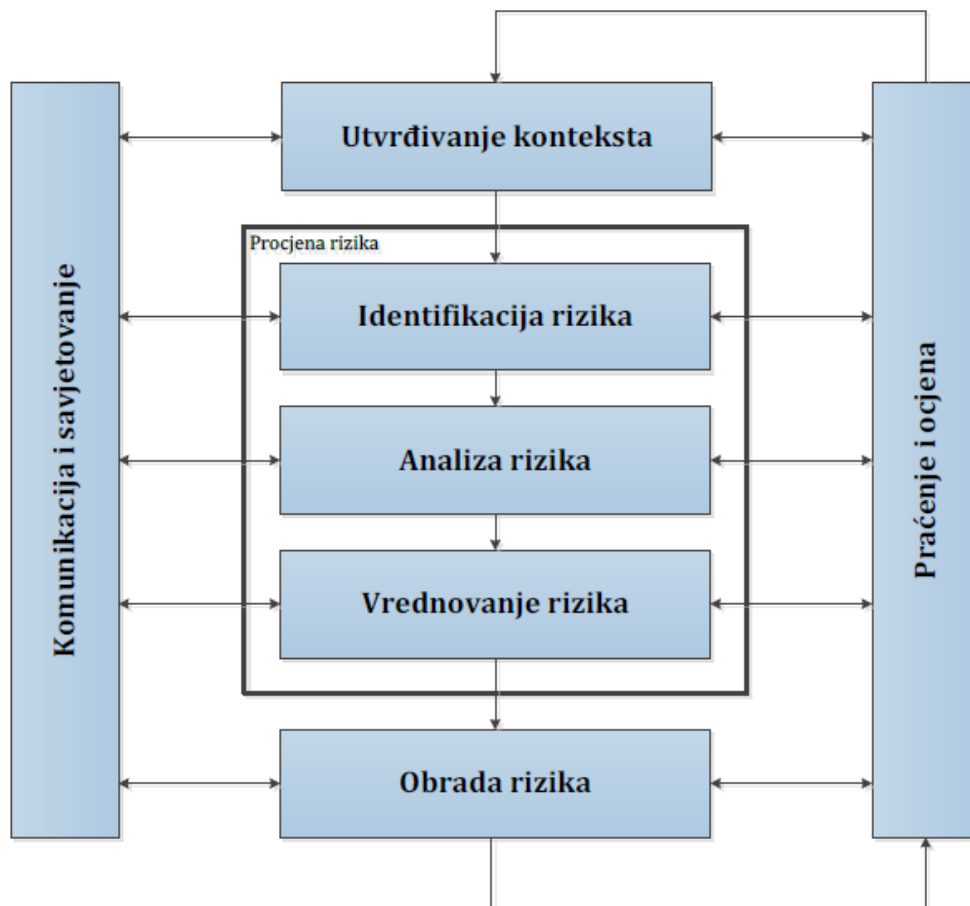 Komunikacija i savjetovanje
Utvrđivanje konteksta
Procjena rizika
Identifikacija rizika
Analiza rizika
Vrednovanje rizika
Obrada rizika
Praćenje i ocjena